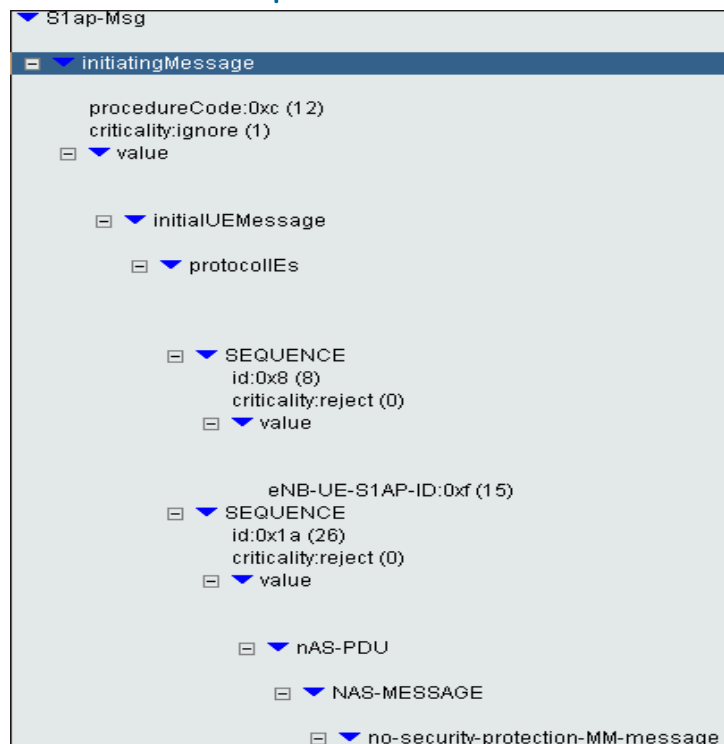 S1ap-Msg
initiatingMessage
procedureCode:0xc (12)
criticality:ignore (1)
value
initialUEMessage
protocolIEs
SEQUENCE
id:0x8 (8)
criticality:reject (0)
value
eNB-UE-S1AP-ID:0xf (15)
SEQUENCE
id:0x1a (26)
criticality:reject (0)
value
nAS-PDU
NAS-MESSAGE
no-security-protection-MM-message